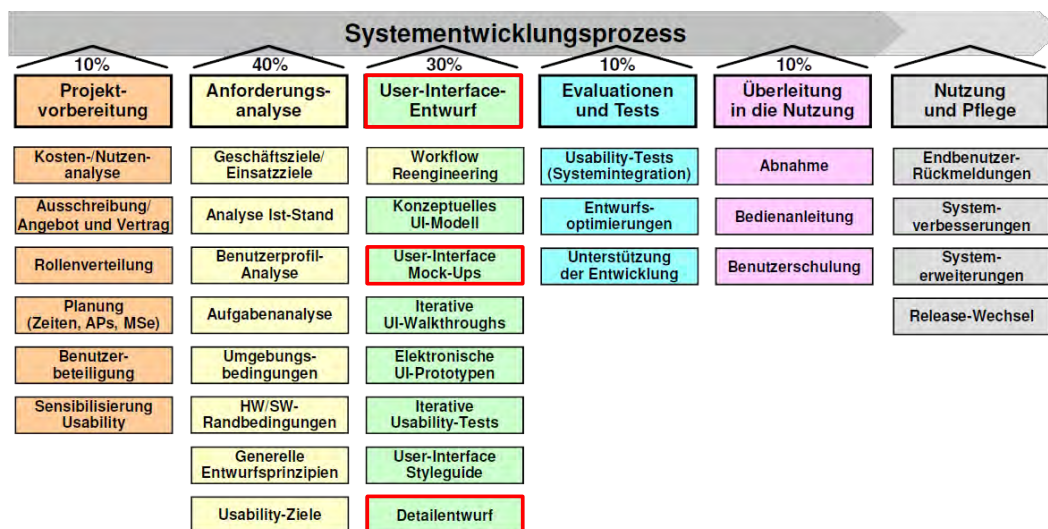 Systementwicklungsprozess
10%
40%
30%
10%
10%
Projekt-
vorbereitung
Anforderungs-
analyse
User-Interface-
Entwurf
Evaluationen
und Tests
Überleitung
in die Nutzung
Nutzung
und Pflege
Kosten-/Nutzen-
analyse
Ausschreibung/
Angebot und Vertrag
Rollenverteilung
Planung
(Zeiten, APs, MSe)
Benutzer-
beteiligung
Sensibilisierung
Usability
Geschäftsziele/
Einsatzziele
Analyse Ist-Stand
Benutzerprofil-
Analyse
Aufgabenanalyse
Umgebungs-
bedingungen
HW/SW-
Randbedingungen
Generelle
Entwurfsprinzipien
Usability-Ziele
Workflow
Reengineering
Konzeptuelles
UI-Modell
User-Interface
Mock-Ups
Iterative
UI-Walkthroughs
Elektronische
UI-Prototypen
Iterative
Usability-Tests
User-Interface
Styleguide
Detailentwurf
Usability-Tests
(Systemintegration)
Entwurfs-
optimierungen
Unterstützung
der Entwicklung
Abnahme
Bedienanleitung
Benutzerschulung
Endbenutzer-
Rückmeldungen
System-
verbesserungen
System-
erweiterungen
Release-Wechsel